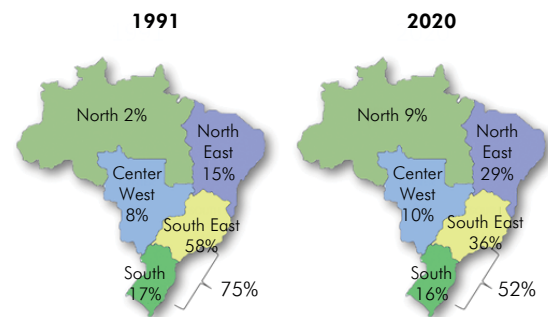 1991
North 2%
North
East
15%
Center
West
8%
South East
58%
South
17%
75%
2020
North 9%
North
East
29%
Center
West
10%
South East
36%
South
16%
52%